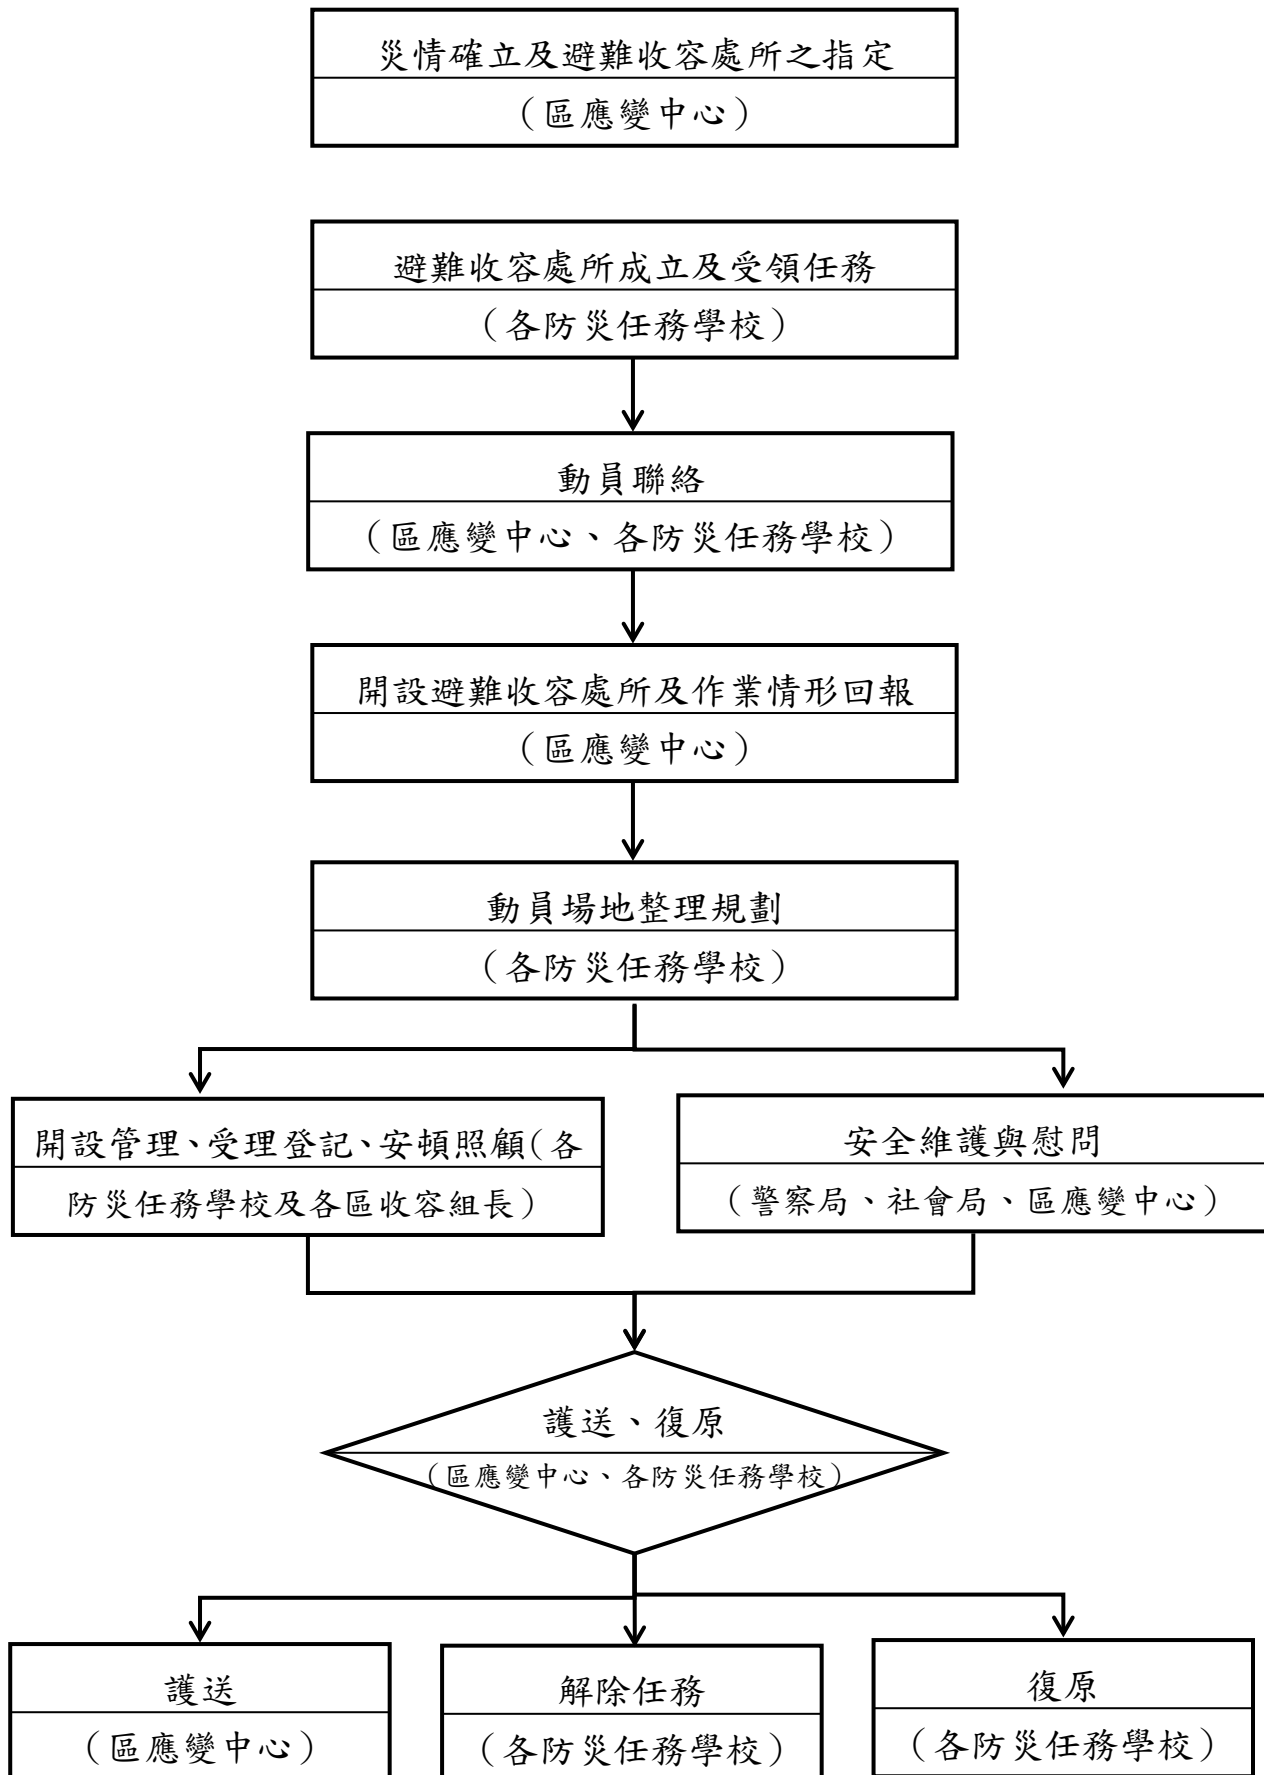 災情確立及避難收容處所之指定
（區應變中心）
避難收容處所成立及受領任務
（各防災任務學校）
動員聯絡
（區應變中心、各防災任務學校）
開設避難收容處所及作業情形回報
（區應變中心）
動員場地整理規劃
（各防災任務學校）
開設管理、受理登記、安頓照顧(各
防災任務學校及各區收容組長）
安全維護與慰問
（警察局、社會局、區應變中心）
護送、復原
（區應變中心、各防災任務學校）
護送
（區應變中心）
解除任務
（各防災任務學校）
復原
（各防災任務學校）